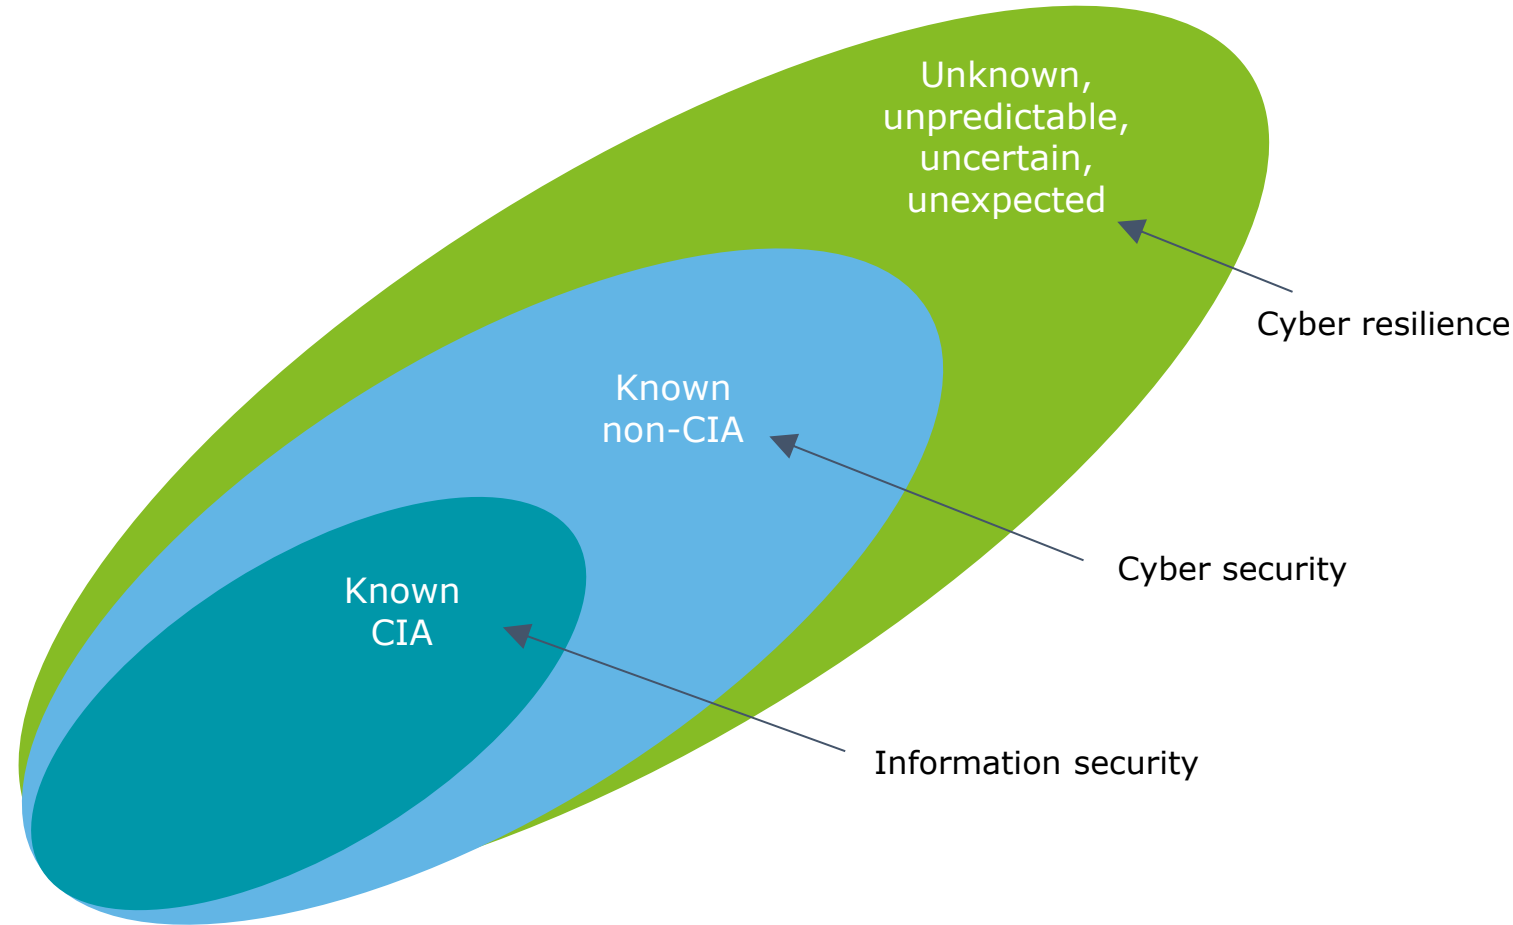 Unknown,
unpredictable,
uncertain,
unexpected
Cyber resilience
Known
non-CIA
Cyber security
Known
CIA
Information security